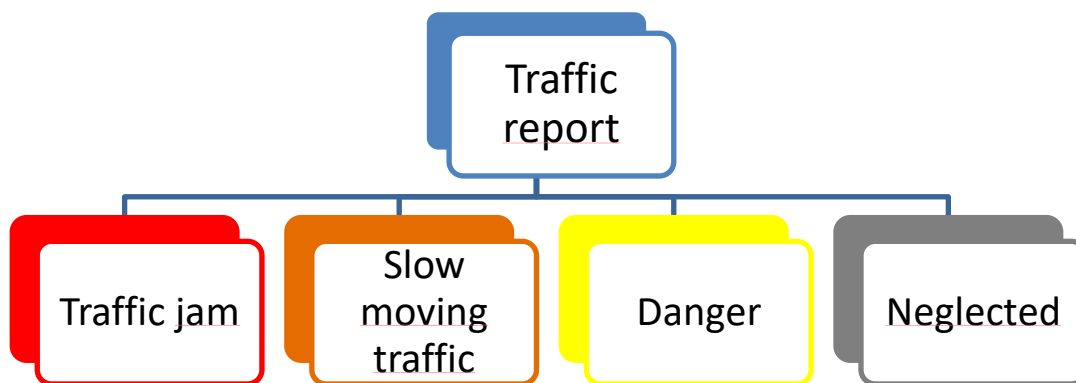 Traffic
report
Traffic jam
Slow
moving
traffic
Danger
Neglected